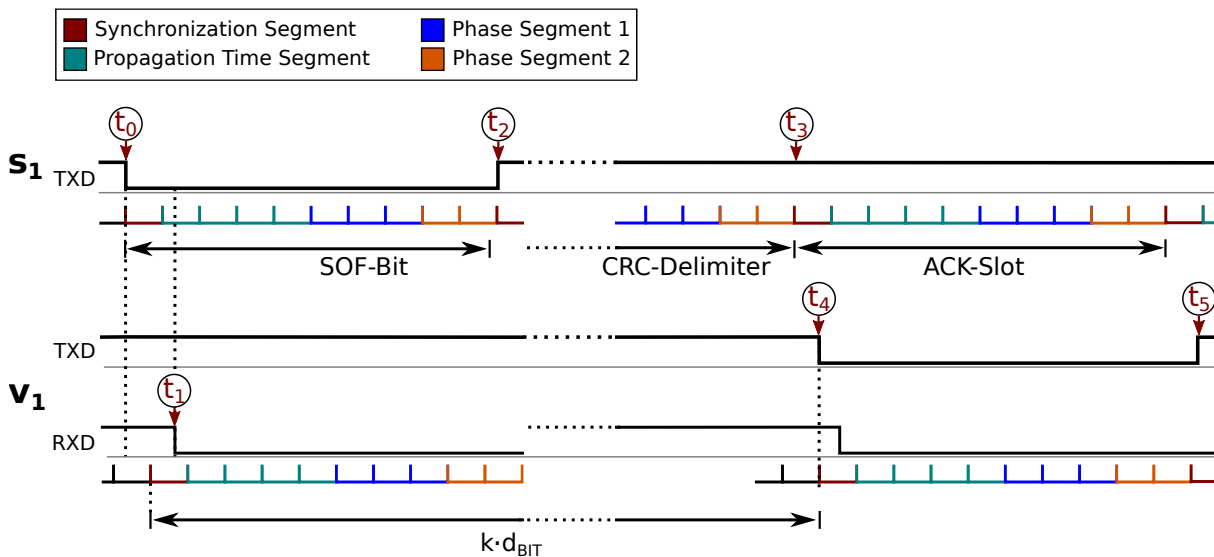 Synchronization Segment
Phase Segment 1
Propagation Time Segment
Phase Segment 2
t₀
t₂
t₃
s₁
TXD
SOF-Bit
CRC-Delimiter
ACK-Slot
t₄
t₅
TXD
v₁
t₁
RXD
k·d_BIT